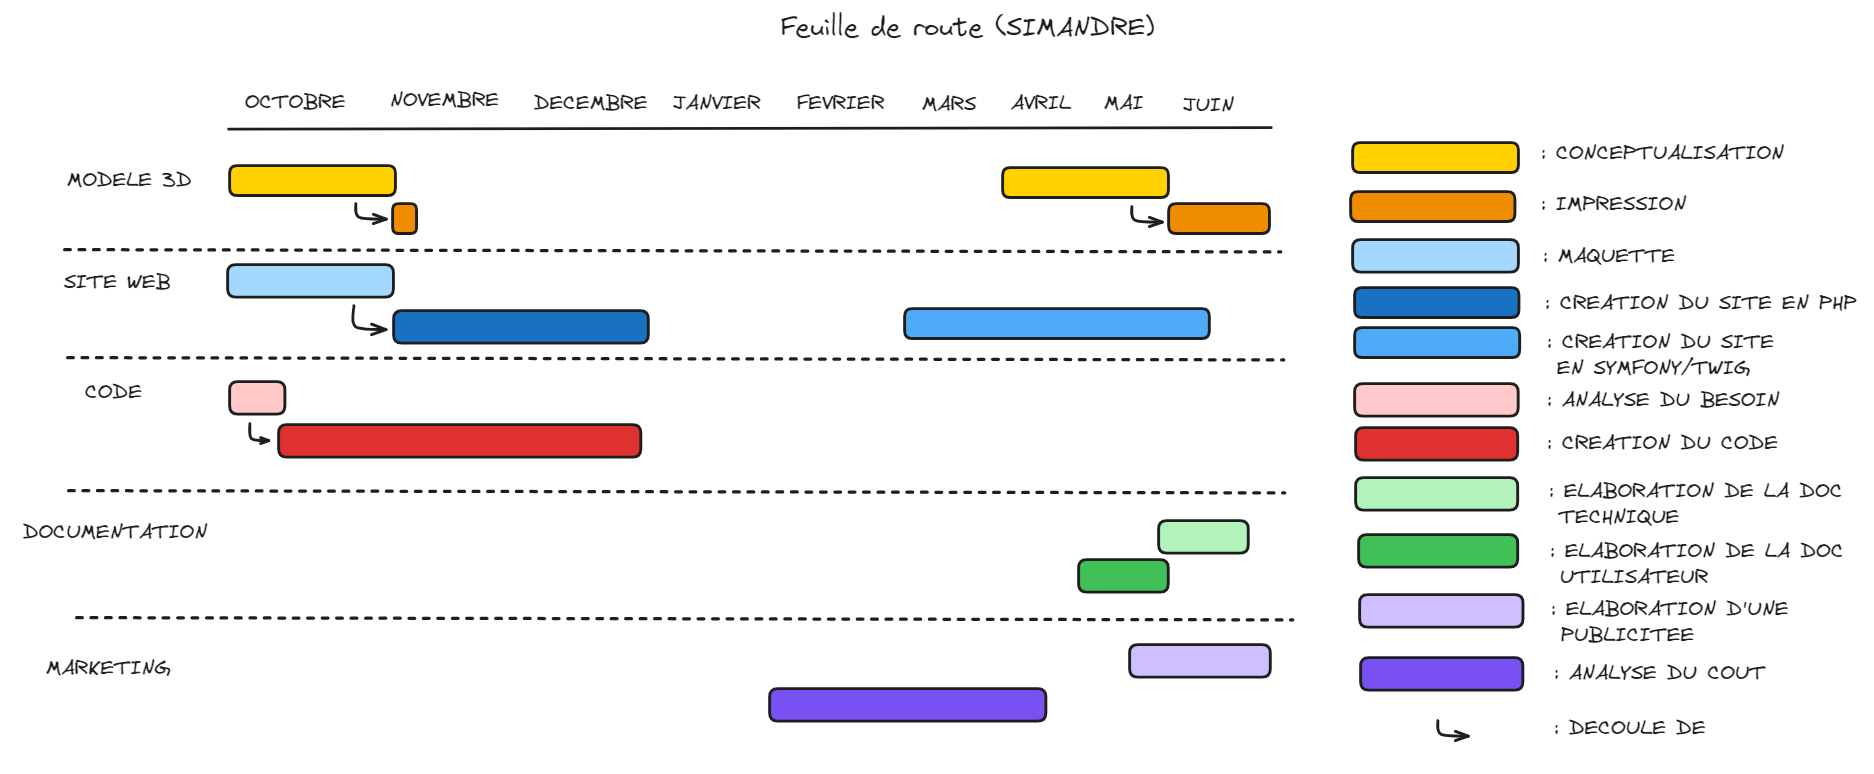 Feuille de route (SIMANDRE)
OCTOBRE NOVEMBRE DECEMBRE JANVIER FEVRIER MARS AVRIL MAI JUIN
MODELE 3D
SITE WEB
CODE
DOCUMENTATION
MARKETING
: CONCEPTUALISATION
: IMPRESSION
: MAQUETTE
: CREATION DU SITE EN PHP
: CREATION DU SITE
EN SYMFONY/TWIG
: ANALYSE DU BESOIN
: CREATION DU CODE
: ELABORATION DE LA DOC
TECHNIQUE
: ELABORATION DE LA DOC
UTILISATEUR
: ELABORATION D'UNE
PUBLICITEE
: ANALYSE DU COUT
: DECOULE DE